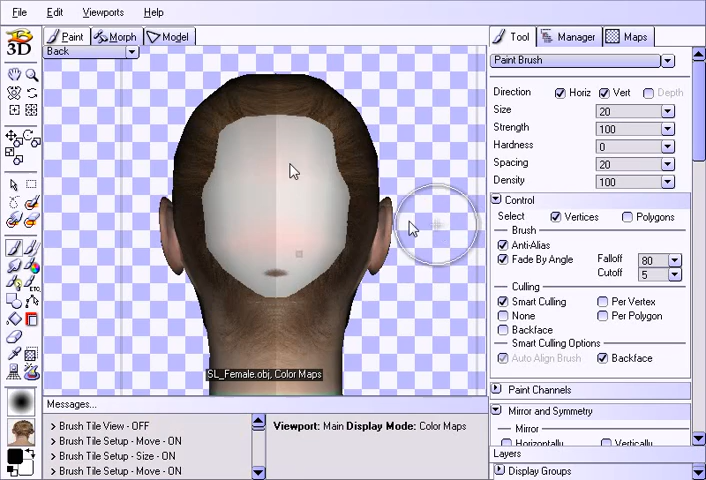 File Edit Viewports Help
3D
Paint Morph Model
Tool Manager Maps
Back
Paint Brush
Direction Horiz Vert Depth
Size 20
Strength 100
Hardness 0
Spacing 20
Density 100
Control
Select Vertices Polygons
Brush
Anti-Alias
Fade By Angle Falloff 80
Cutoff 5
Culling
Smart Culling Per Vertex
None Per Polygon
Backface
Smart Culling Options
Auto Align Brush Backface
Paint Channels
Mirror and Symmetry
Mirror
Horizontally Vertically
Layers
Display Groups
ETC
SL_Female.obj, Color Maps
Messages...
> Brush Tile View - OFF
> Brush Tile Setup - Move - ON
> Brush Tile Setup - Size - ON
> Brush Tile Setup - Move - ON
Viewport: Main Display Mode: Color Maps